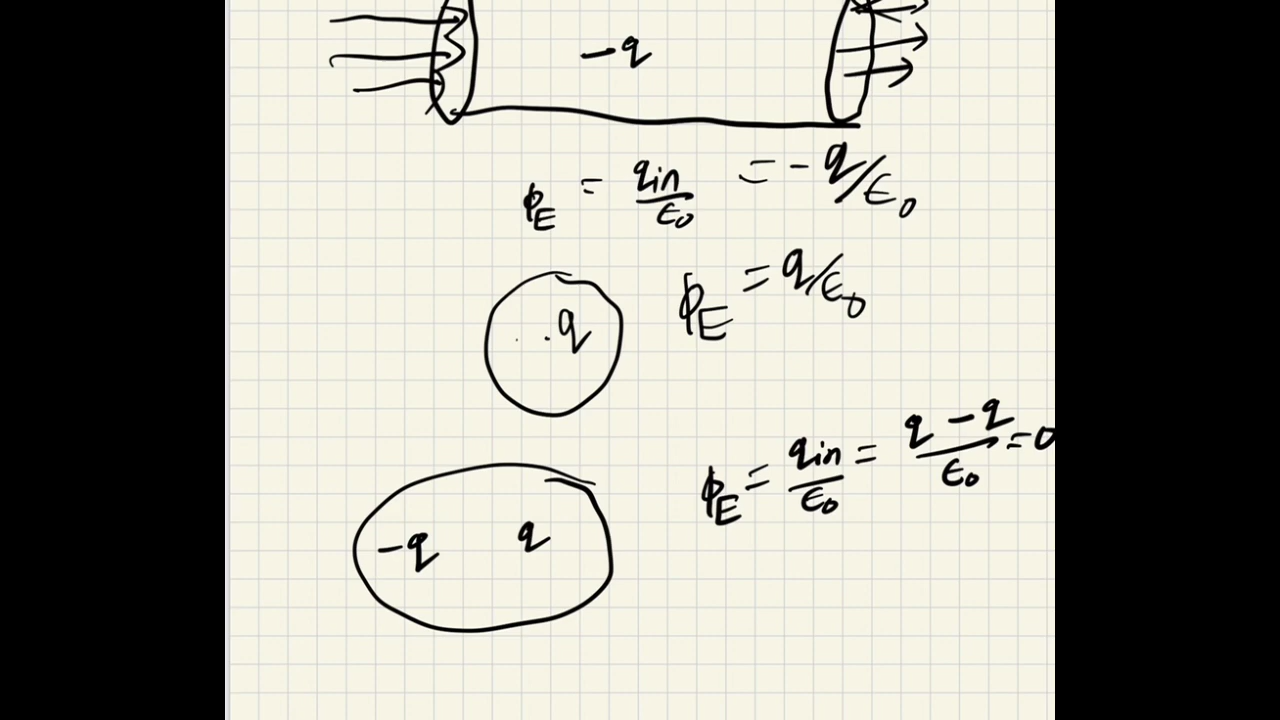 -q
ϕE = qin/ϵ0 = -q/ϵ0
q
ϕE = q/ϵ0
ϕE = qin/ϵ0 = q - q/ϵ0 = 0
-q q